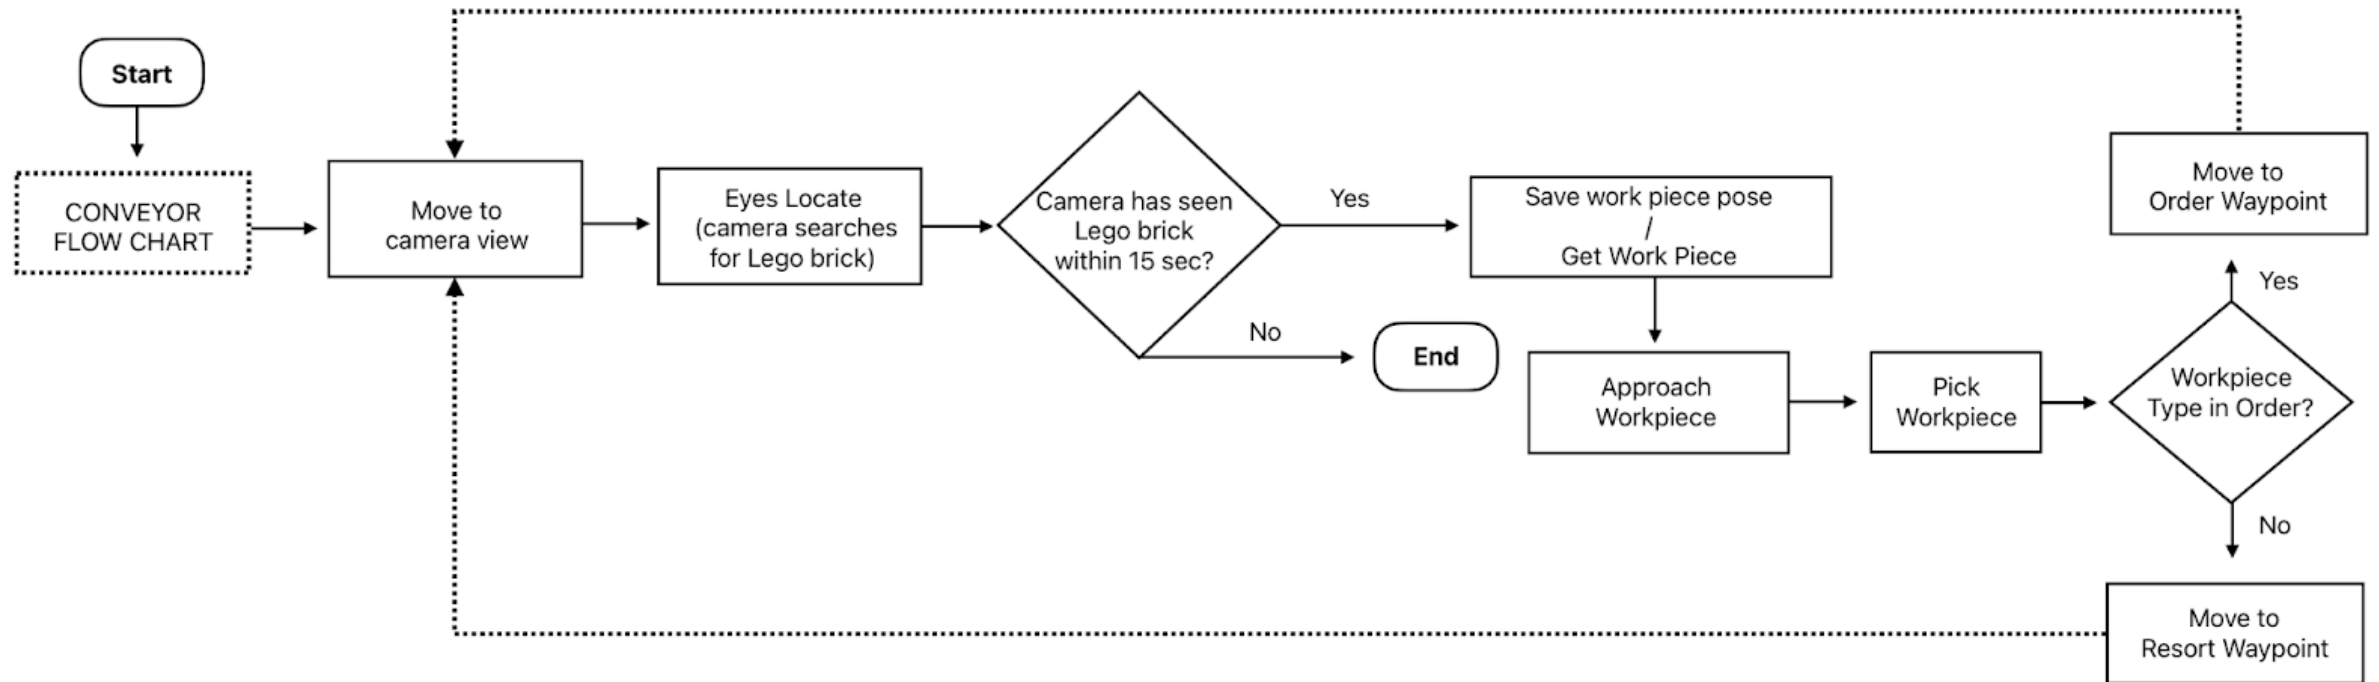 Start
CONVEYOR
FLOW CHART
Move to
camera view
Eyes Locate
(camera searches
for Lego brick)
Camera has seen
Lego brick
within 15 sec?
Yes
No
End
Save work piece pose
/
Get Work Piece
Approach
Workpiece
Pick
Workpiece
Workpiece
Type in Order?
Yes
Move to
Order Waypoint
No
Move to
Resort Waypoint